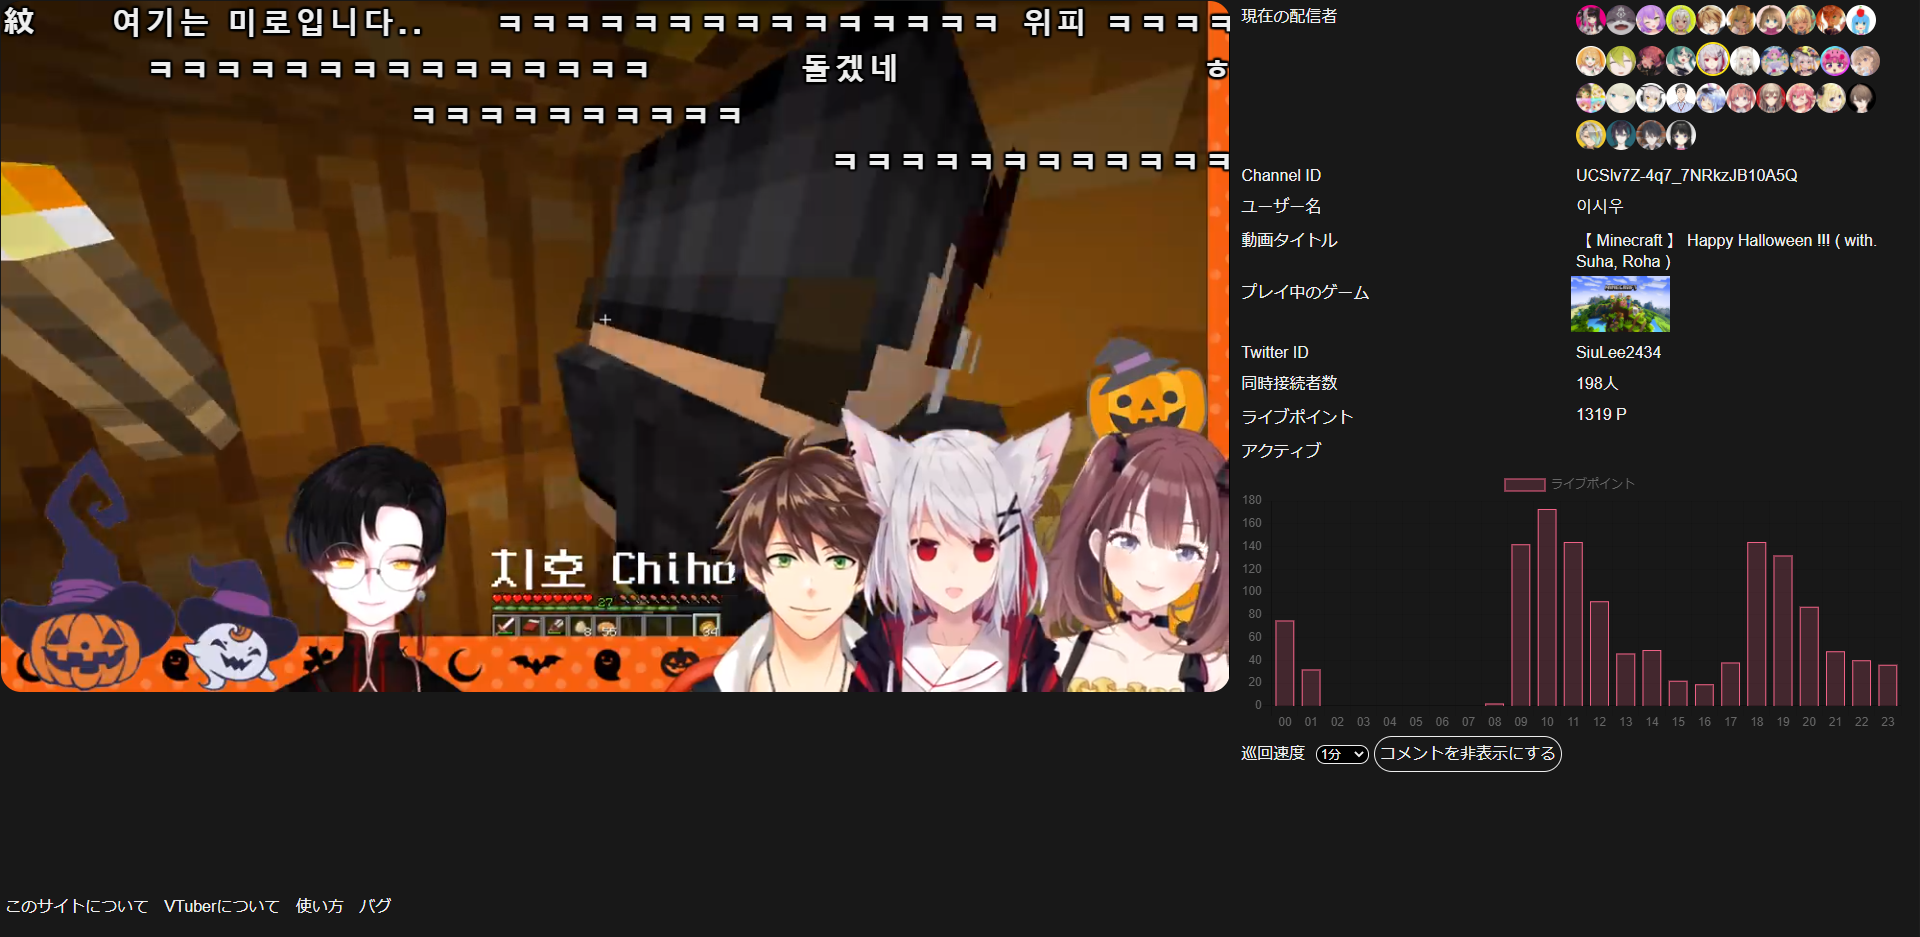 紋 여기는 미로입니다.. ㅋㅋㅋㅋㅋㅋㅋㅋㅋㅋㅋㅋㅋㅋㅋ 위피 ㅋㅋㅋㅋ
ㅋㅋㅋㅋㅋㅋㅋㅋㅋㅋㅋㅋㅋㅋㅋ 돌겠네 ㅎ
ㅋㅋㅋㅋㅋㅋㅋㅋㅋㅋ
ㅋㅋㅋㅋㅋㅋㅋㅋㅋㅋㅋㅋ
치호 Chiho
27
8 56 34
現在の配信者
Channel ID UCSlv7Z-4q7_7NRkzJB10A5Q
ユーザー名 이시우
動画タイトル 【 Minecraft 】 Happy Halloween !!! ( with.
Suha, Roha )
プレイ中のゲーム
MINECRAFT
Twitter ID SiuLee2434
同時接続者数 198人
ライブポイント 1319 P
アクティブ
ライブポイント
180
160
140
120
100
80
60
40
20
0
00 01 02 03 04 05 06 07 08 09 10 11 12 13 14 15 16 17 18 19 20 21 22 23
巡回速度 1分 コメントを非表示にする
このサイトについて VTuberについて 使い方 バグ